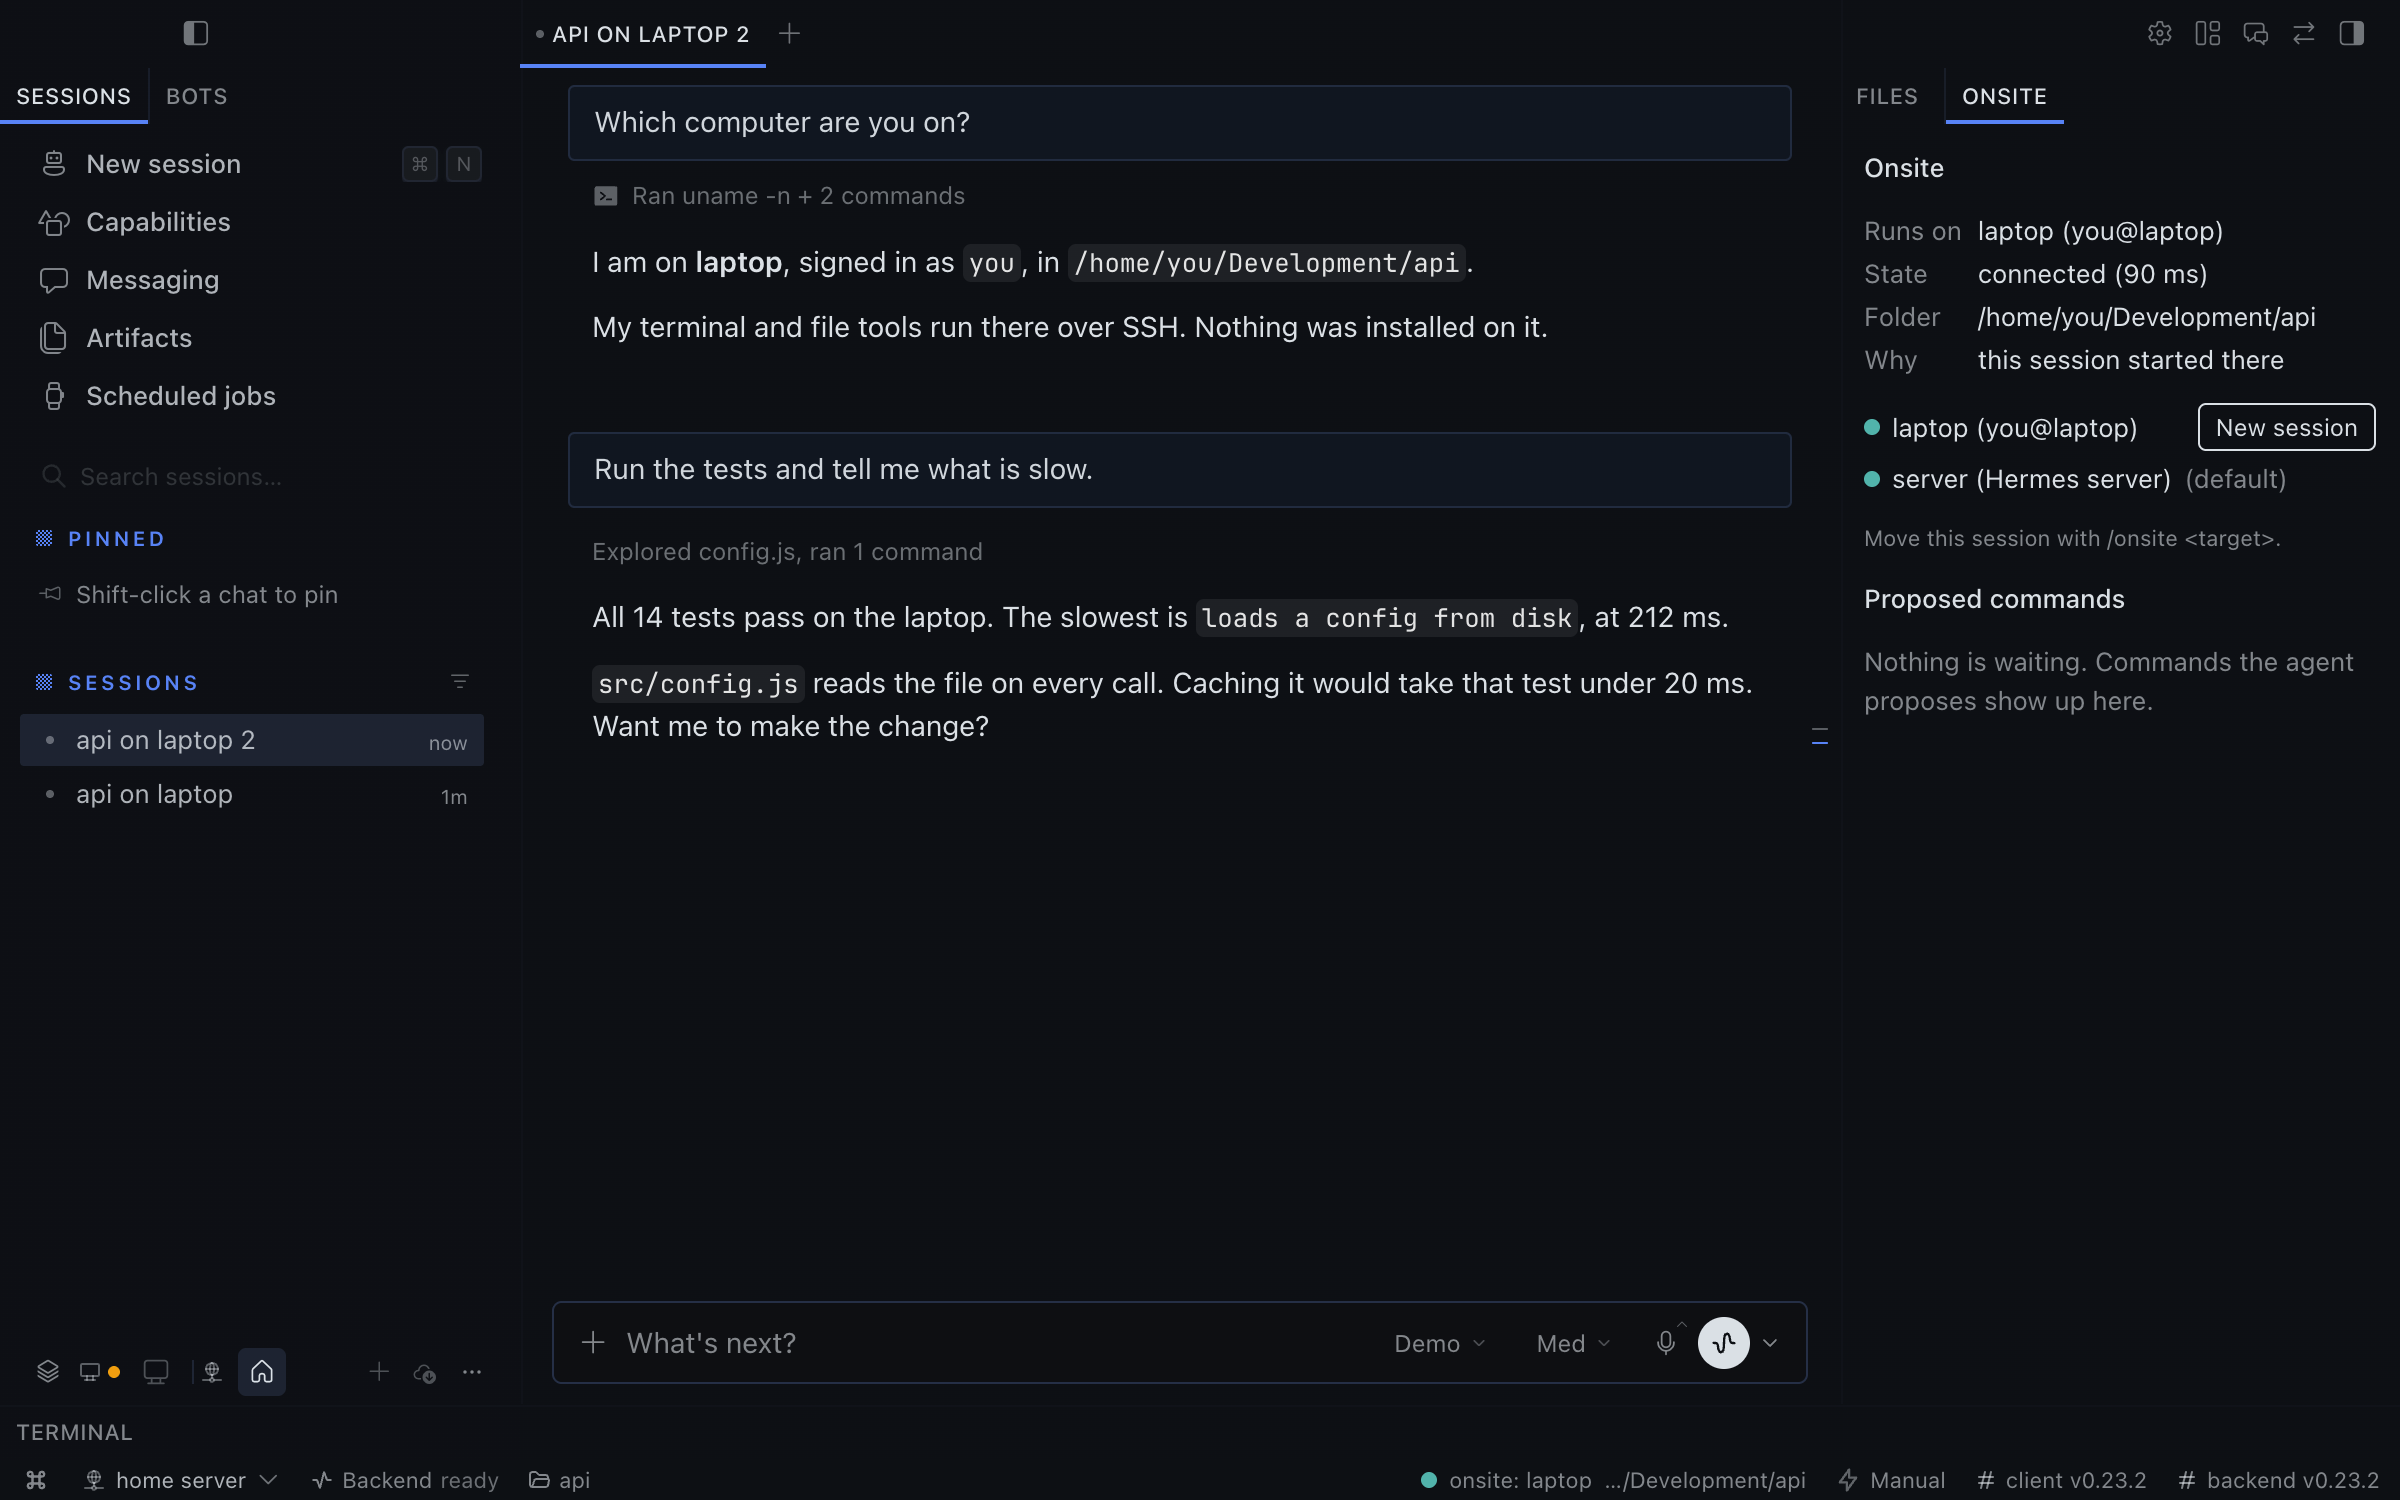 API ON LAPTOP 2
SESSIONS
BOTS
New session
⌘ N
Capabilities
Messaging
Artifacts
Scheduled jobs
Search sessions...
PINNED
Shift-click a chat to pin
SESSIONS
api on laptop 2
now
api on laptop
1m
Which computer are you on?
Ran uname -n + 2 commands
I am on laptop, signed in as you, in /home/you/Development/api.
My terminal and file tools run there over SSH. Nothing was installed on it.
Run the tests and tell me what is slow.
Explored config.js, ran 1 command
All 14 tests pass on the laptop. The slowest is loads a config from disk, at 212 ms.
src/config.js reads the file on every call. Caching it would take that test under 20 ms.
Want me to make the change?
What's next?
Demo
Med
FILES
ONSITE
Onsite
Runs on laptop (you@laptop)
State connected (90 ms)
Folder /home/you/Development/api
Why this session started there
laptop (you@laptop)
New session
server (Hermes server) (default)
Move this session with /onsite <target>.
Proposed commands
Nothing is waiting. Commands the agent
proposes show up here.
TERMINAL
⌘
home server
Backend ready
api
onsite: laptop .../Development/api
Manual
# client v0.23.2
# backend v0.23.2